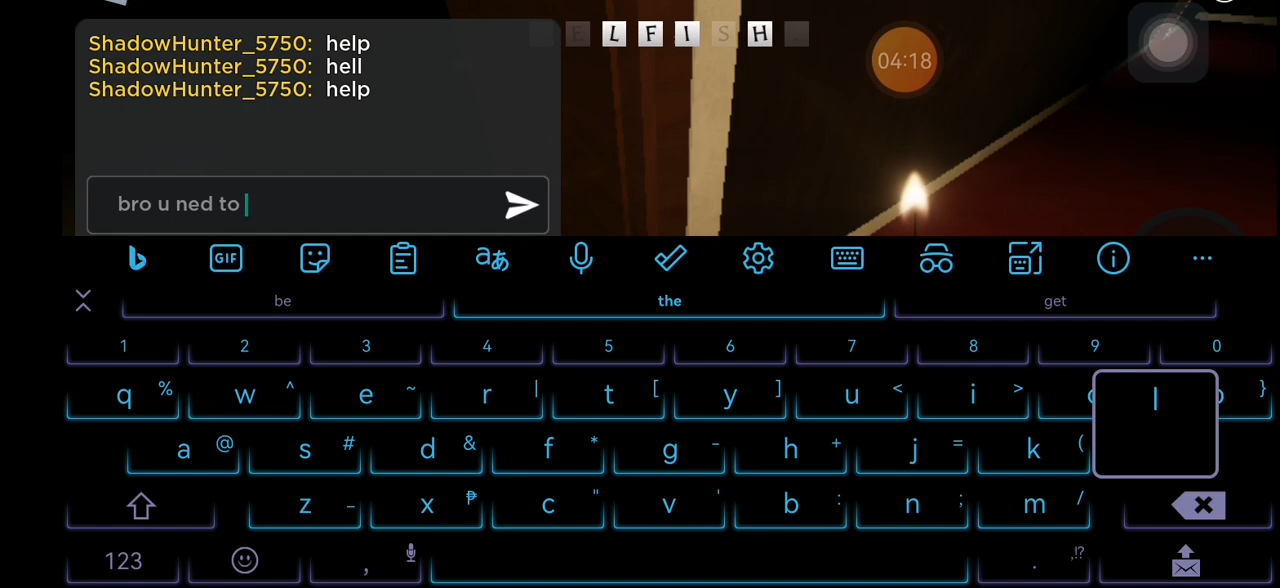 E L F I S H
ShadowHunter_5750: help
ShadowHunter_5750: hell
ShadowHunter_5750: help
04:18
bro u ned to
GIF
be the get
1 2 3 4 5 6 7 8 9 0
q % w ^ e ~ r | t [ y ] u < i > }
a @ s # d & f * g - h + j = k ( l
z _ x ₱ c " v ' b : n ; m /
123 , . ,!?